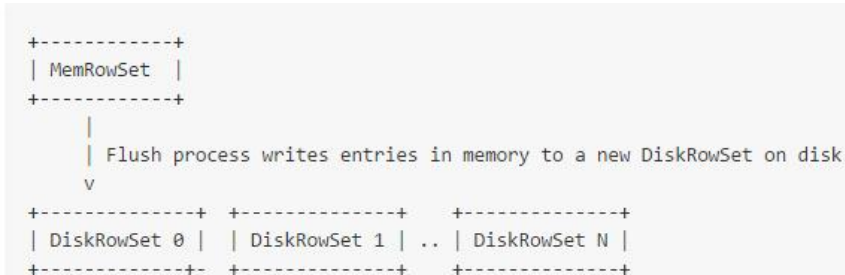 +------------+
| MemRowSet  |
+------------+
     |
     | Flush process writes entries in memory to a new DiskRowSet on disk
     v
+--------------+  +--------------+    +--------------+
| DiskRowSet 0 |  | DiskRowSet 1 | .. | DiskRowSet N |
+-------------+-  +--------------+    +--------------+